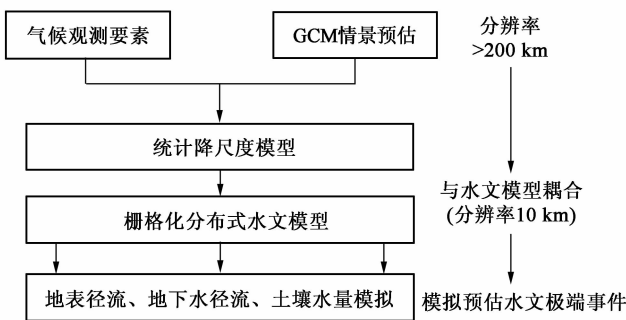 气候观测要素
GCM情景预估
分辨率
>200 km
统计降尺度模型
与水文模型耦合
(分辨率10 km)
栅格化分布式水文模型
地表径流、地下水径流、土壤水量模拟
模拟预估水文极端事件